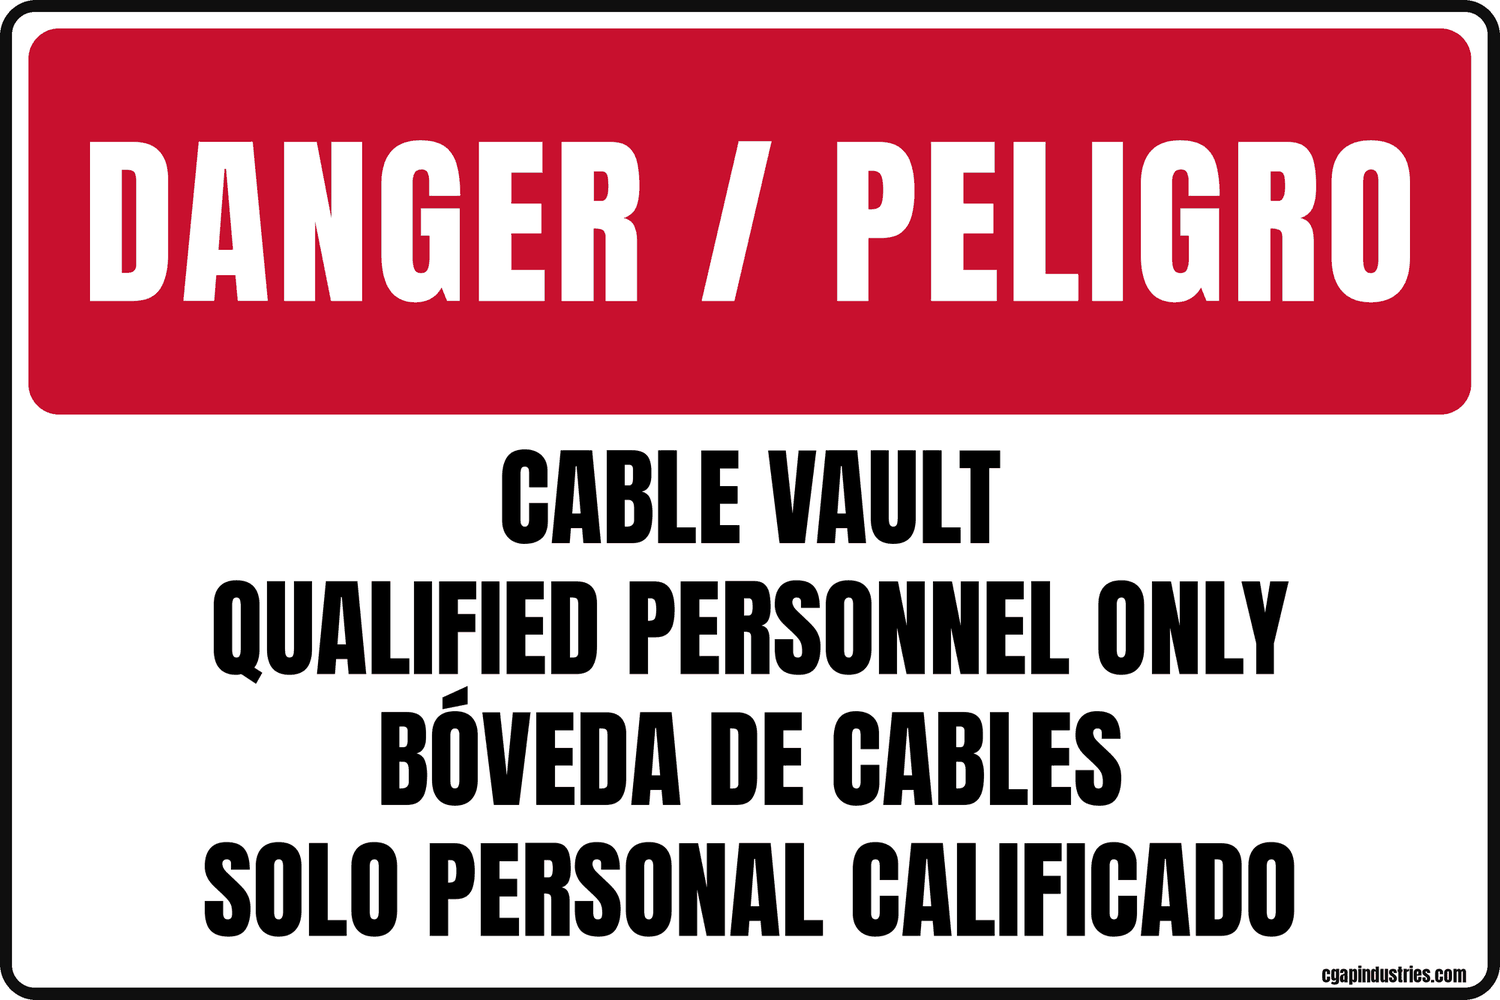 DANGER / PELIGRO
CABLE VAULT
QUALIFIED PERSONNEL ONLY
BÓVEDA DE CABLES
SOLO PERSONAL CALIFICADO
cgapindustries.com